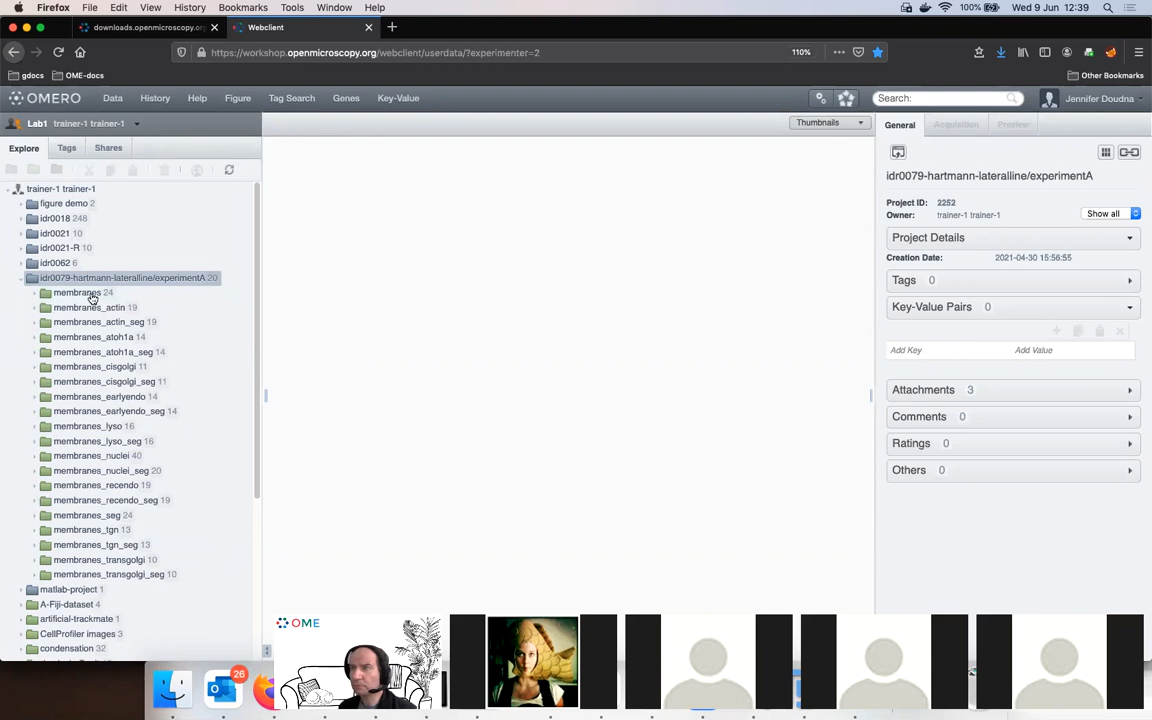 Firefox File Edit View History Bookmarks Tools Window Help 100% Wed 9 Jun 12:39
downloads.openmicroscopy.org Webclient
https://workshop.openmicroscopy.org/webclient/userdata/?experimenter=2 110%
gdocs OME-docs Other Bookmarks
OMERO Data History Help Figure Tag Search Genes Key-Value Search: Jennifer Doudna
Lab1 trainer-1 trainer-1 Thumbnails General Acquisition Preview
Explore Tags Shares
trainer-1 trainer-1
figure demo 2
idr0018 248
idr0021 10
idr0021-R 10
idr0062 6
idr0079-hartmann-lateralline/experimentA 20
membranes 24
membranes_actin 19
membranes_actin_seg 19
membranes_atoh1a 14
membranes_atoh1a_seg 14
membranes_cisgolgi 11
membranes_cisgolgi_seg 11
membranes_earlyendo 14
membranes_earlyendo_seg 14
membranes_lyso 16
membranes_lyso_seg 16
membranes_nuclei 40
membranes_nuclei_seg 20
membranes_recendo 19
membranes_recendo_seg 19
membranes_seg 24
membranes_tgn 13
membranes_tgn_seg 13
membranes_transgolgi 10
membranes_transgolgi_seg 10
matlab-project 1
A-Fiji-dataset 4
artificial-trackmate 1
CellProfiler images 3
condensation 32
idr0079-hartmann-lateralline/experimentA
Project ID: 2252
Owner: trainer-1 trainer-1 Show all
Project Details
Creation Date: 2021-04-30 15:56:55
Tags 0
Key-Value Pairs 0
Add Key Add Value
Attachments 3
Comments 0
Ratings 0
Others 0
OME
26